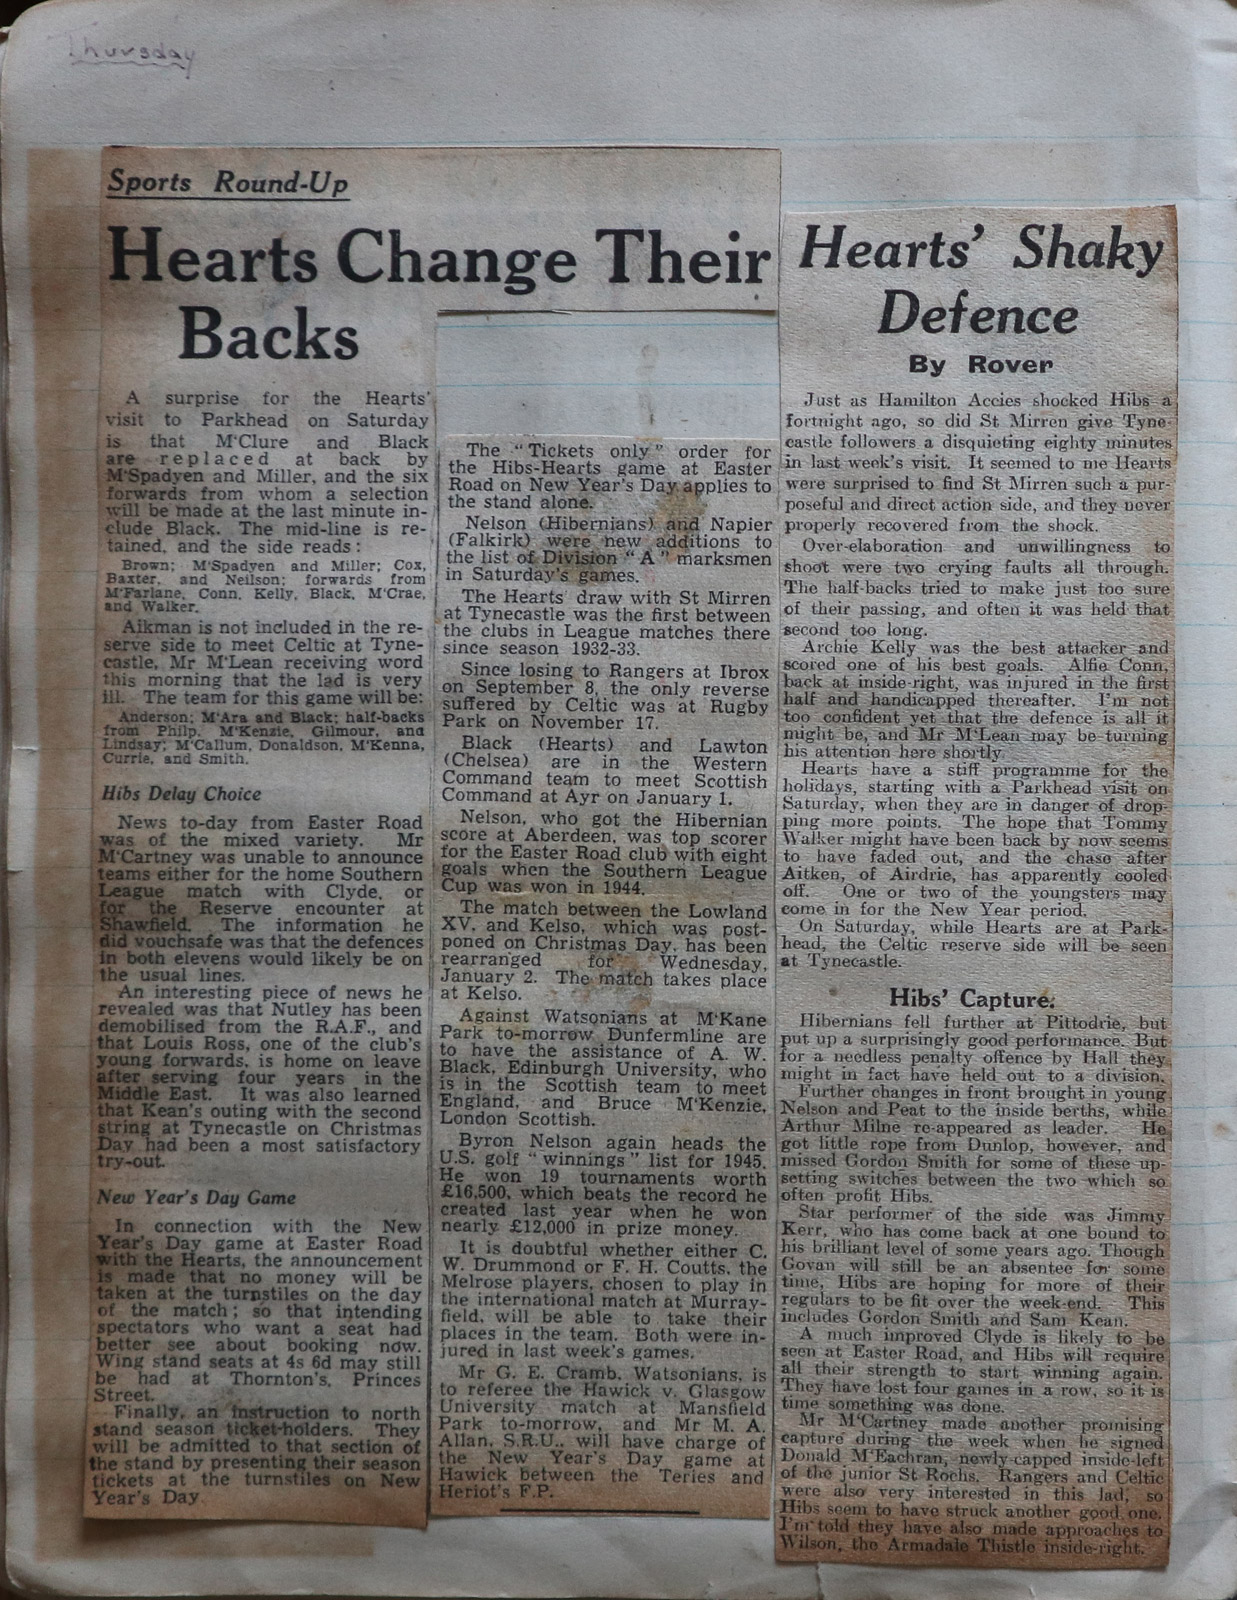 Thursday
Sports Round-Up
Hearts Change Their
Backs
A surprise for the Hearts'
visit to Parkhead on Saturday
is that M'Clure and Black
are replaced at back by
M'Spadyen and Miller, and the six
forwards from whom a selection
will be made at the last minute in-
clude Black. The mid-line is re-
tained, and the side reads:
Brown; M'Spadyen and Miller; Cox,
Baxter, and Neilson; forwards from
M'Farlane, Conn, Kelly, Black, M'Crae,
and Walker.
Aikman is not included in the re-
serve side to meet Celtic at Tyne-
castle, Mr M'Lean receiving word
this morning that the lad is very
ill. The team for this game will be:
Anderson; M'Ara and Black; half-backs
from Philp, M'Kenzie, Gilmour, and
Lindsay; M'Callum, Donaldson, M'Kenna,
Currie, and Smith.
Hibs Delay Choice
News to-day from Easter Road
was of the mixed variety. Mr
M'Cartney was unable to announce
teams either for the home Southern
League match with Clyde, or
for the Reserve encounter at
Shawfield. The information he
did vouchsafe was that the defences
in both elevens would likely be on
the usual lines.
An interesting piece of news he
revealed was that Nutley has been
demobilised from the R.A.F., and
that Louis Ross, one of the club's
young forwards, is home on leave
after serving four years in the
Middle East. It was also learned
that Kean's outing with the second
string at Tynecastle on Christmas
Day had been a most satisfactory
try-out.
New Year's Day Game
In connection with the New
Year's Day game at Easter Road
with the Hearts, the announcement
is made that no money will be
taken at the turnstiles on the day
of the match; so that intending
spectators who want a seat had
better see about booking now.
Wing stand seats at 4s 6d may still
be had at Thornton's, Princes
Street.
Finally, an instruction to north
stand season ticket-holders. They
will be admitted to that section of
the stand by presenting their season
tickets at the turnstiles on New
Year's Day
The "Tickets only" order for
the Hibs-Hearts game at Easter
Road on New Year's Day applies to
the stand alone.
Nelson (Hibernians) and Napier
(Falkirk) were new additions to
the list of Division "A" marksmen
in Saturday's games.
The Hearts' draw with St Mirren
at Tynecastle was the first between
the clubs in League matches there
since season 1932-33.
Since losing to Rangers at Ibrox
on September 8, the only reverse
suffered by Celtic was at Rugby
Park on November 17.
Black (Hearts) and Lawton
(Chelsea) are in the Western
Command team to meet Scottish
Command at Ayr on January 1.
Nelson, who got the Hibernian
score at Aberdeen, was top scorer
for the Easter Road club with eight
goals when the Southern League
Cup was won in 1944.
The match between the Lowland
XV. and Kelso, which was post-
poned on Christmas Day, has been
rearranged for Wednesday,
January 2. The match takes place
at Kelso.
Against Watsonians at M'Kane
Park to-morrow Dunfermline are
to have the assistance of A. W.
Black, Edinburgh University, who
is in the Scottish team to meet
England, and Bruce M'Kenzie,
London Scottish.
Byron Nelson again heads the
U.S. golf "winnings" list for 1945.
He won 19 tournaments worth
£16,500, which beats the record he
created last year when he won
nearly £12,000 in prize money.
It is doubtful whether either C.
W. Drummond or F. H. Coutts, the
Melrose players, chosen to play in
the international match at Murray-
field, will be able to take their
places in the team. Both were in-
jured in last week's games.
Mr G. E. Cramb, Watsonians, is
to referee the Hawick v. Glasgow
University match at Mansfield
Park to-morrow, and Mr M. A.
Allan, S.R.U., will have charge of
the New Year's Day game at
Hawick between the Teries and
Heriot's F.P.
Hearts' Shaky
Defence
By Rover
Just as Hamilton Accies shocked Hibs a
fortnight ago, so did St Mirren give Tyne-
castle followers a disquieting eighty minutes
in last week's visit. It seemed to me Hearts
were surprised to find St Mirren such a pur-
poseful and direct action side, and they never
properly recovered from the shock.
Over-elaboration and unwillingness to
shoot were two crying faults all through.
The half-backs tried to make just too sure
of their passing, and often it was held that
second too long.
Archie Kelly was the best attacker and
scored one of his best goals. Alfie Conn,
back at inside-right, was injured in the first
half and handicapped thereafter. I'm not
too confident yet that the defence is all it
might be, and Mr M'Lean may be turning
his attention here shortly.
Hearts have a stiff programme for the
holidays, starting with a Parkhead visit on
Saturday, when they are in danger of drop-
ping more points. The hope that Tommy
Walker might have been back by now seems
to have faded out, and the chase after
Aitken, of Airdrie, has apparently cooled
off. One or two of the youngsters may
come in for the New Year period.
On Saturday, while Hearts are at Park-
head, the Celtic reserve side will be seen
at Tynecastle.
Hibs' Capture.
Hibernians fell further at Pittodrie, but
put up a surprisingly good performance. But
for a needless penalty offence by Hall they
might in fact have held out to a division.
Further changes in front brought in young
Nelson and Peat to the inside berths, while
Arthur Milne re-appeared as leader. He
got little rope from Dunlop, however, and
missed Gordon Smith for some of these up-
setting switches between the two which so
often profit Hibs.
Star performer of the side was Jimmy
Kerr, who has come back at one bound to
his brilliant level of some years ago. Though
Govan will still be an absentee for some
time, Hibs are hoping for more of their
regulars to be fit over the week-end. This
includes Gordon Smith and Sam Kean.
A much improved Clyde is likely to be
seen at Easter Road, and Hibs will require
all their strength to start winning again.
They have lost four games in a row, so it is
time something was done.
Mr M'Cartney made another promising
capture during the week when he signed
Donald M'Eachran, newly-capped inside-left
of the junior St Rochs. Rangers and Celtic
were also very interested in this lad, so
Hibs seem to have struck another good one.
I'm told they have also made approaches to
Wilson, the Armadale Thistle inside-right.